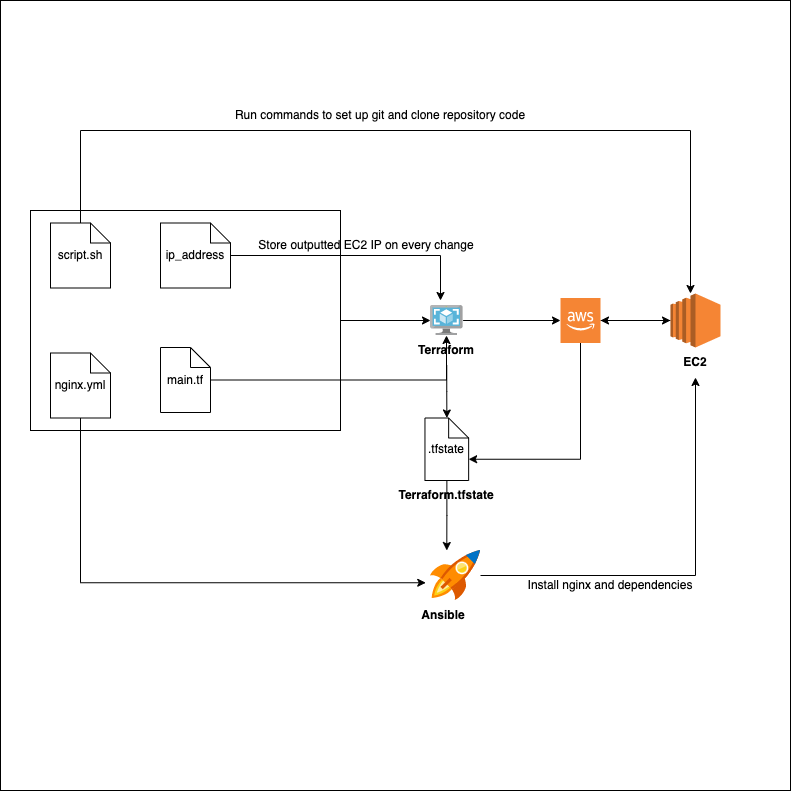 Run commands to set up git and clone repository code
script.sh
ip_address
Store outputted EC2 IP on every change
aws
Terraform
EC2
nginx.yml
main.tf
.tfstate
Terraform.tfstate
Install nginx and dependencies
Ansible